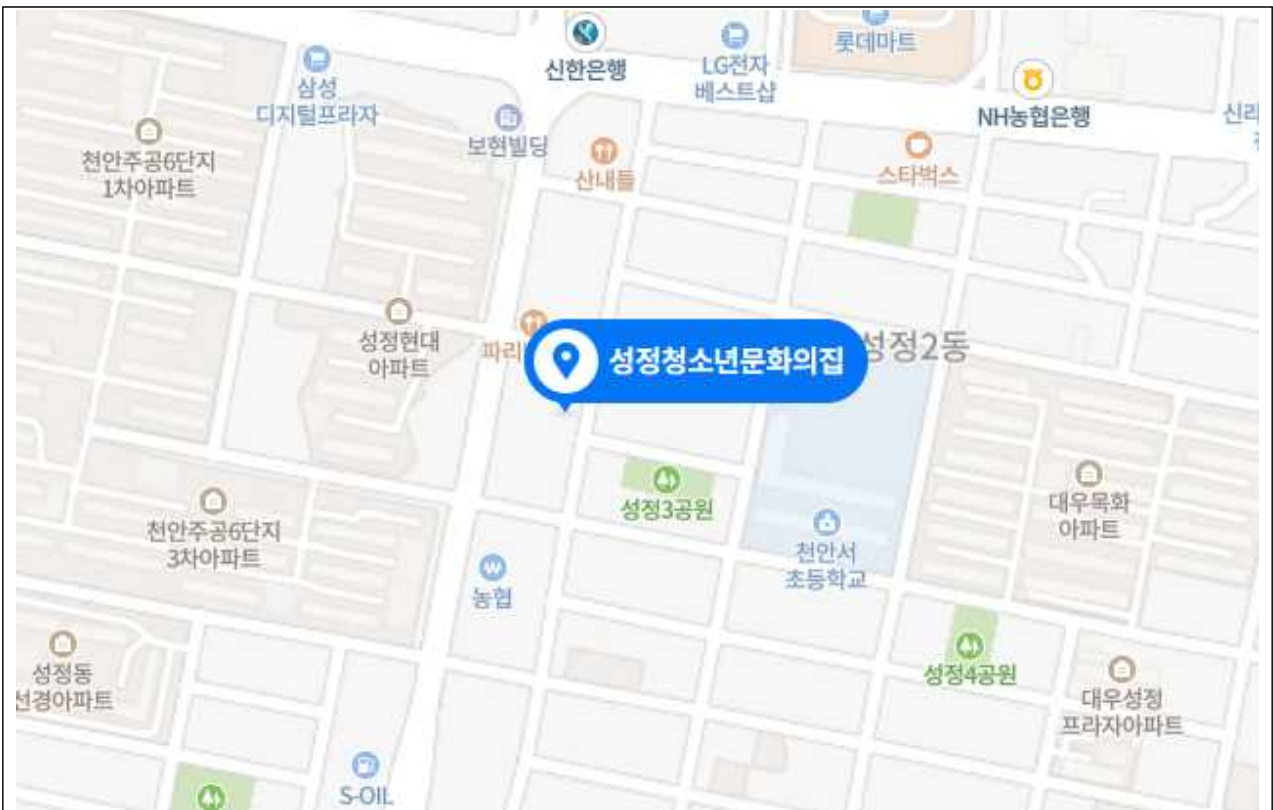 롯데마트
신한은행
LG전자
베스트샵
삼성
디지털프라자
NH농협은행
보현빌딩
천안주공6단지
1차아파트
산내들
스타벅스
성정현대
아파트
파리
성정청소년문화의집
성정2동
성정3공원
대우목화
아파트
천안주공6단지
3차아파트
천안서
초등학교
농협
성정동
선경아파트
성정4공원
대우성정
프라자아파트
S-OIL